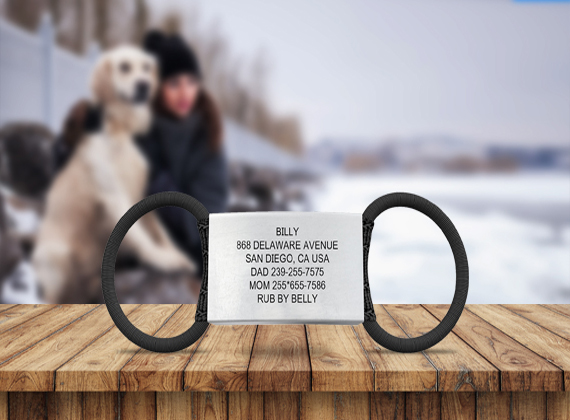 BILLY
868 DELAWARE AVENUE
SAN DIEGO, CA USA
DAD 239-255-7575
MOM 255*655-7586
RUB BY BELLY